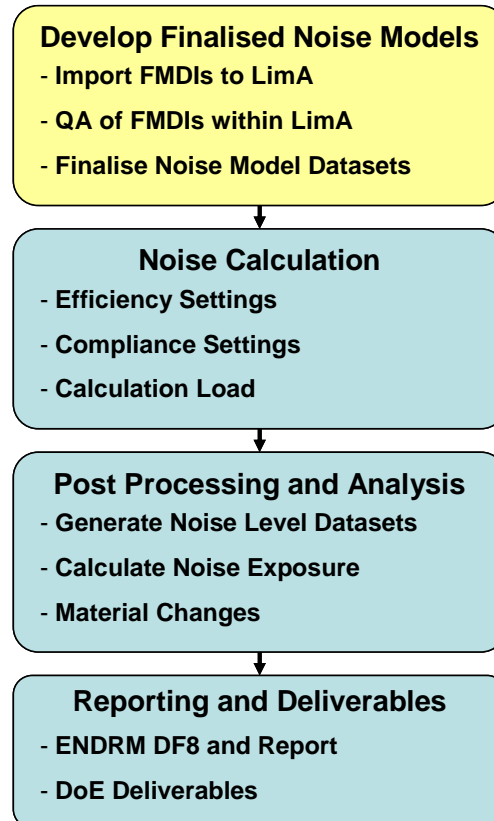 Develop Finalised Noise Models
- Import FMDIs to LimA
- QA of FMDIs within LimA
- Finalise Noise Model Datasets
Noise Calculation
- Efficiency Settings
- Compliance Settings
- Calculation Load
Post Processing and Analysis
- Generate Noise Level Datasets
- Calculate Noise Exposure
- Material Changes
Reporting and Deliverables
- ENDRM DF8 and Report
- DoE Deliverables